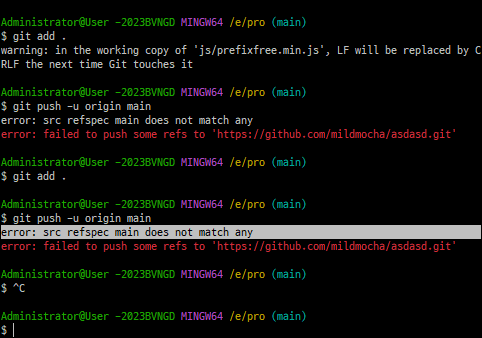 Administrator@User -2023BVNGD MINGW64 /e/pro (main)
$ git add .
warning: in the working copy of 'js/prefixfree.min.js', LF will be replaced by C
RLF the next time Git touches it
Administrator@User -2023BVNGD MINGW64 /e/pro (main)
$ git push -u origin main
error: src refspec main does not match any
error: failed to push some refs to 'https://github.com/mildmocha/asdasd.git'
Administrator@User -2023BVNGD MINGW64 /e/pro (main)
$ git add .
Administrator@User -2023BVNGD MINGW64 /e/pro (main)
$ git push -u origin main
error: src refspec main does not match any
error: failed to push some refs to 'https://github.com/mildmocha/asdasd.git'
Administrator@User -2023BVNGD MINGW64 /e/pro (main)
$ ^C
Administrator@User -2023BVNGD MINGW64 /e/pro (main)
$